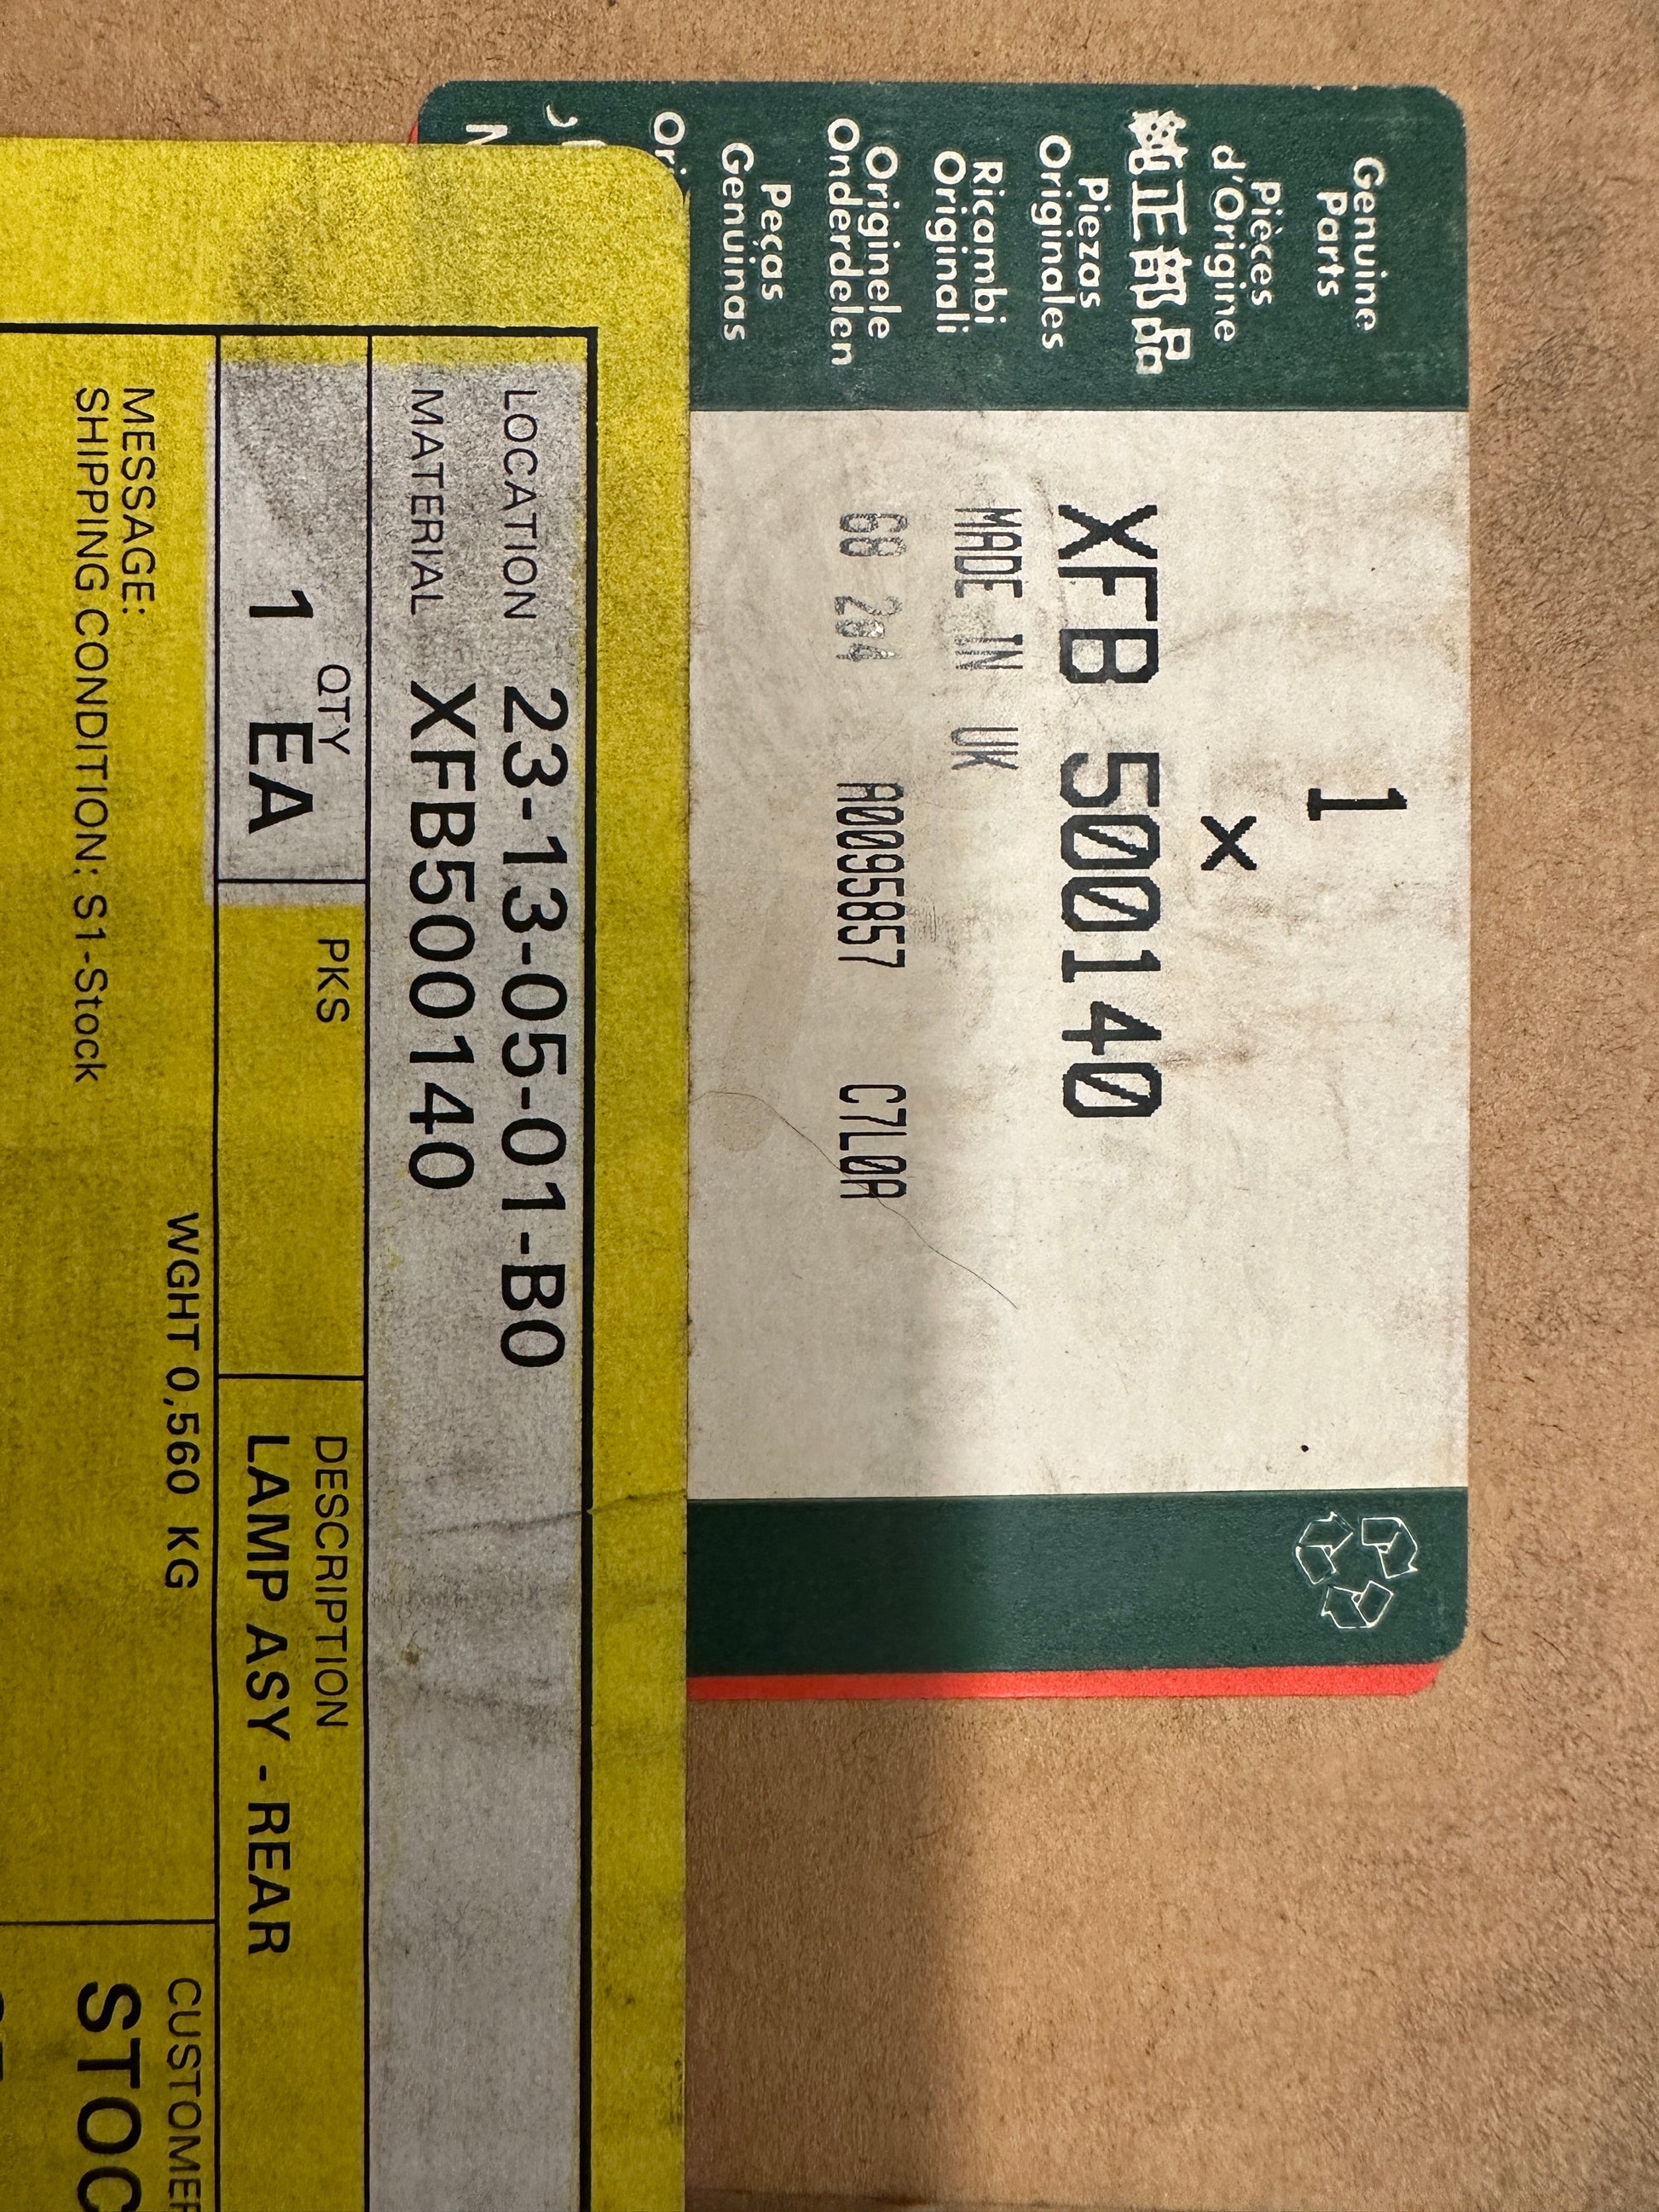 Genuine
Parts
Pièces
d'Origine
純正部品
Piezas
Originales
Ricambi
Originali
Originele
Onderdelen
Peças
Genuinas
1
x
XFB 500140
MADE IN UK
A0095857 C7L0A
LOCATION 23-13-05-01-B0
MATERIAL XFB500140
QTY
1 EA
PKS
DESCRIPTION
LAMP ASY - REAR
WGHT 0,560 KG
MESSAGE:
SHIPPING CONDITION: S1-Stock
CUSTOMER
STOC